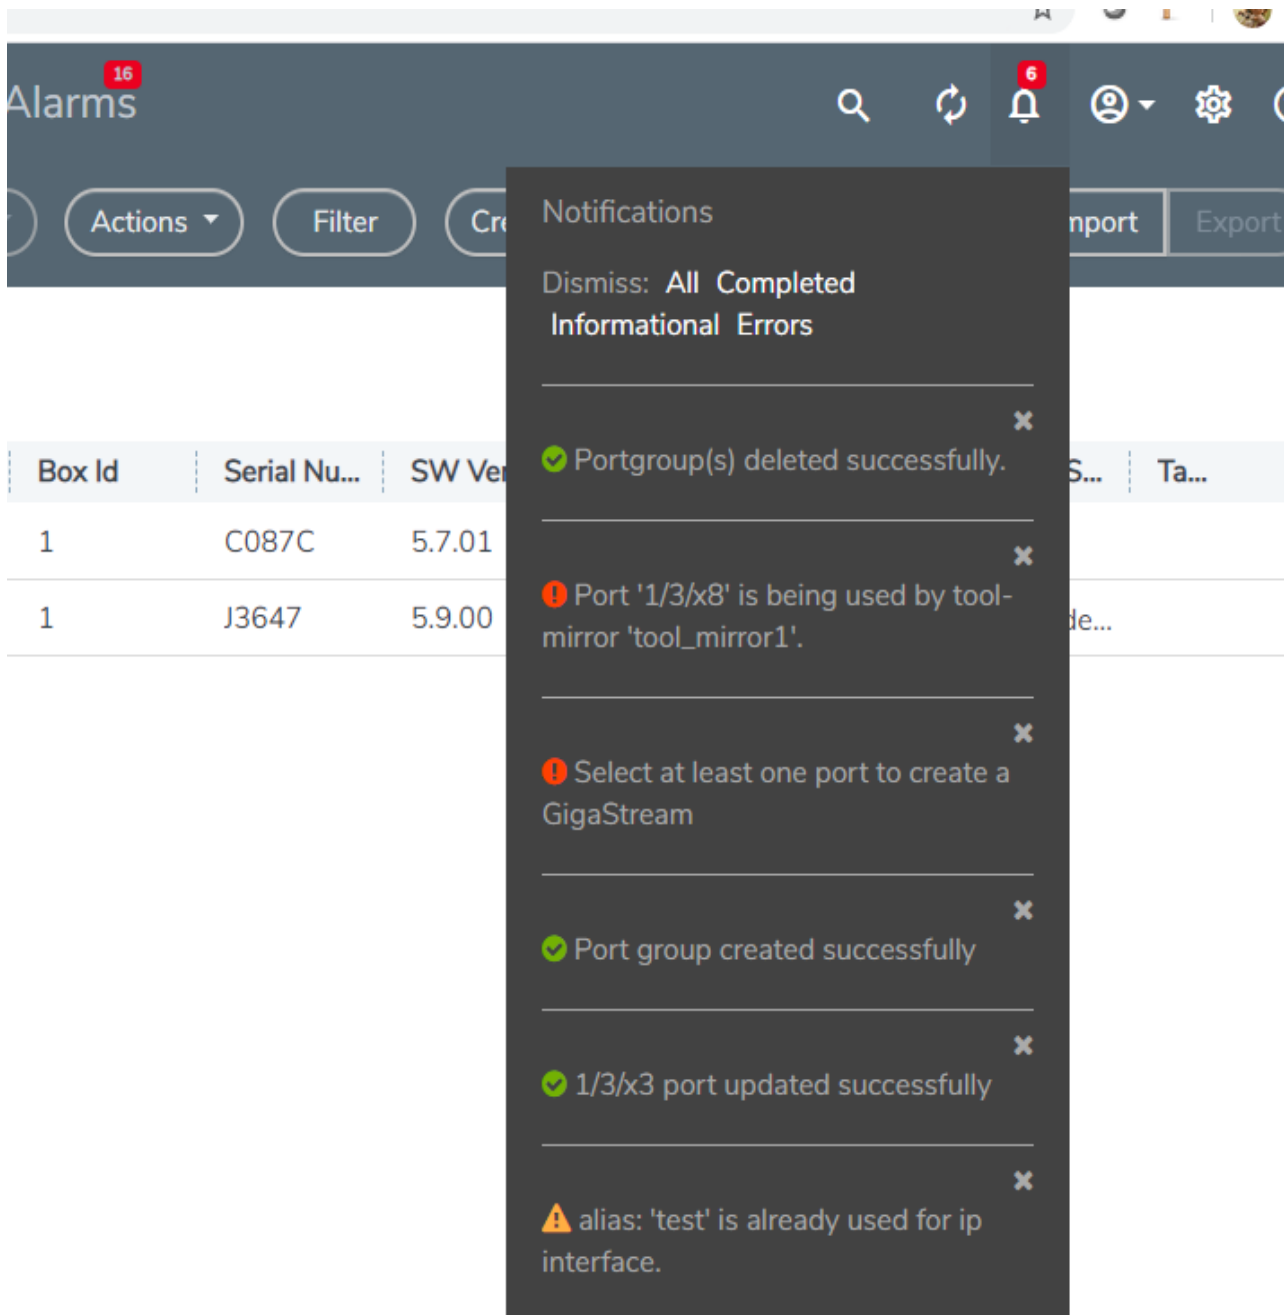 16
Alarms
6
Actions
Filter
Cre
mport
Export
Notifications
Dismiss: All Completed
Informational Errors
Box Id Serial Nu... SW Ver S... Ta...
Portgroup(s) deleted successfully.
1 C087C 5.7.01
Port '1/3/x8' is being used by tool-
mirror 'tool_mirror1'.
1 J3647 5.9.00 de...
Select at least one port to create a
GigaStream
Port group created successfully
1/3/x3 port updated successfully
alias: 'test' is already used for ip
interface.